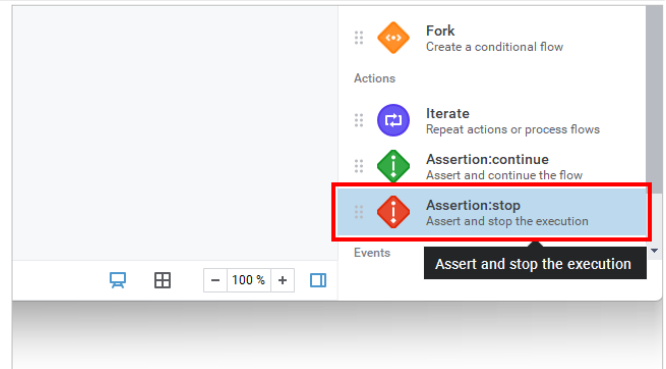 Fork
Create a conditional flow
Actions
Iterate
Repeat actions or process flows
Assertion:continue
Assert and continue the flow
Assertion:stop
Assert and stop the execution
Events
Assert and stop the execution
− 100 % +